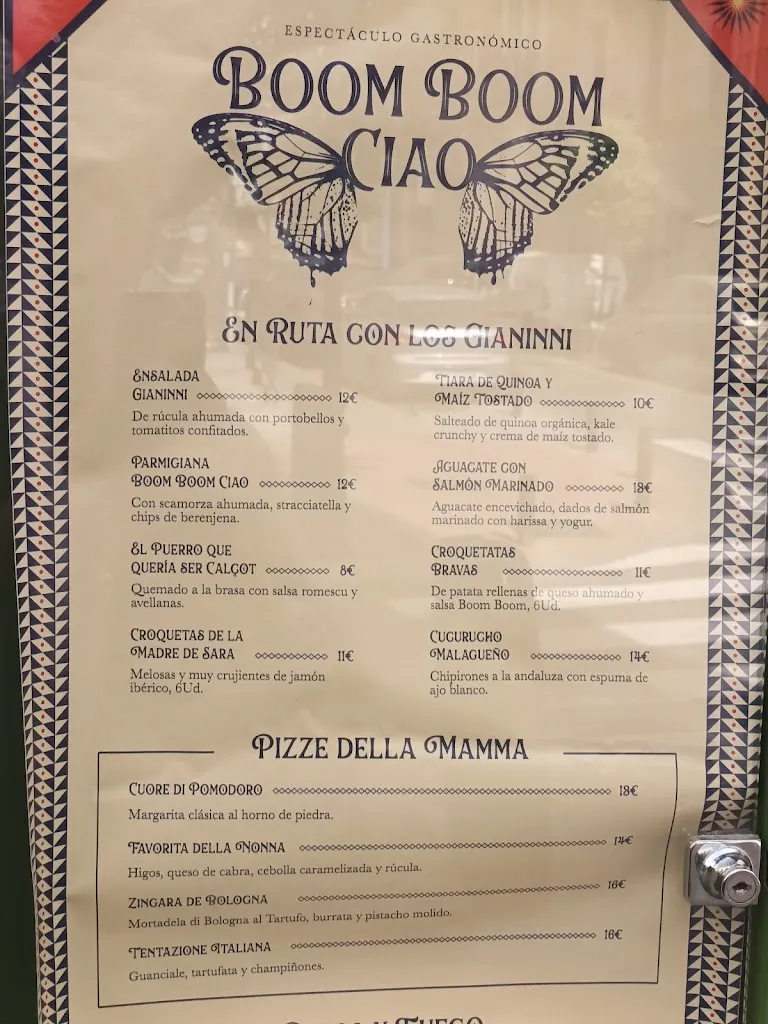 ESPECTÁCULO GASTRONÓMICO
BOOM BOOM
CIAO
EN RUTA CON LOS GIANINNI
ENSALADA
GIANINNI 12€
De rúcula ahumada con portobellos y
tomatitos confitados.
PARMIGIANA
BOOM BOOM CIAO 12€
Con scamorza ahumada, stracciatella y
chips de berenjena.
EL PUERRO QUE
QUERÍA SER CALÇOT 8€
Quemado a la brasa con salsa romescu y
avellanas.
CROQUETAS DE LA
MADRE DE SARA 11€
Melosas y muy crujientes de jamón
ibérico, 6Ud.
TIARA DE QUINOA Y
MAÍZ TOSTADO 10€
Salteado de quinoa orgánica, kale
crunchy y crema de maíz tostado.
AGUACATE CON
SALMÓN MARINADO 18€
Aguacate encevichado, dados de salmón
marinado con harissa y yogur.
CROQUETATAS
BRAVAS 11€
De patata rellenas de queso ahumado y
salsa Boom Boom, 6Ud.
CUCURUCHO
MALAGUEÑO 14€
Chipirones a la andaluza con espuma de
ajo blanco.
PIZZE DELLA MAMMA
CUORE DI POMODORO 18€
Margarita clásica al horno de piedra.
FAVORITA DELLA NONNA 14€
Higos, queso de cabra, cebolla caramelizada y rúcula.
ZINGARA DE BOLOGNA 16€
Mortadela di Bologna al Tartufo, burrata y pistacho molido.
TENTAZIONE ITALIANA 16€
Guanciale, tartufata y champiñones.
Y FUEGO